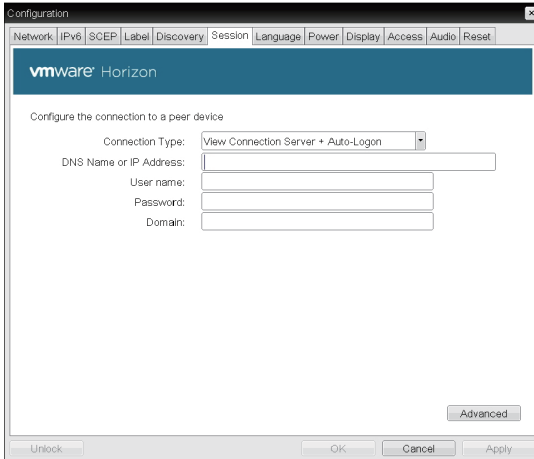 Configuration
Network IPv6 SCEP Label Discovery Session Language Power Display Access Audio Reset
vmware Horizon
Configure the connection to a peer device
Connection Type: View Connection Server + Auto-Logon
DNS Name or IP Address:
User name:
Password:
Domain:
Advanced
Unlock OK Cancel Apply